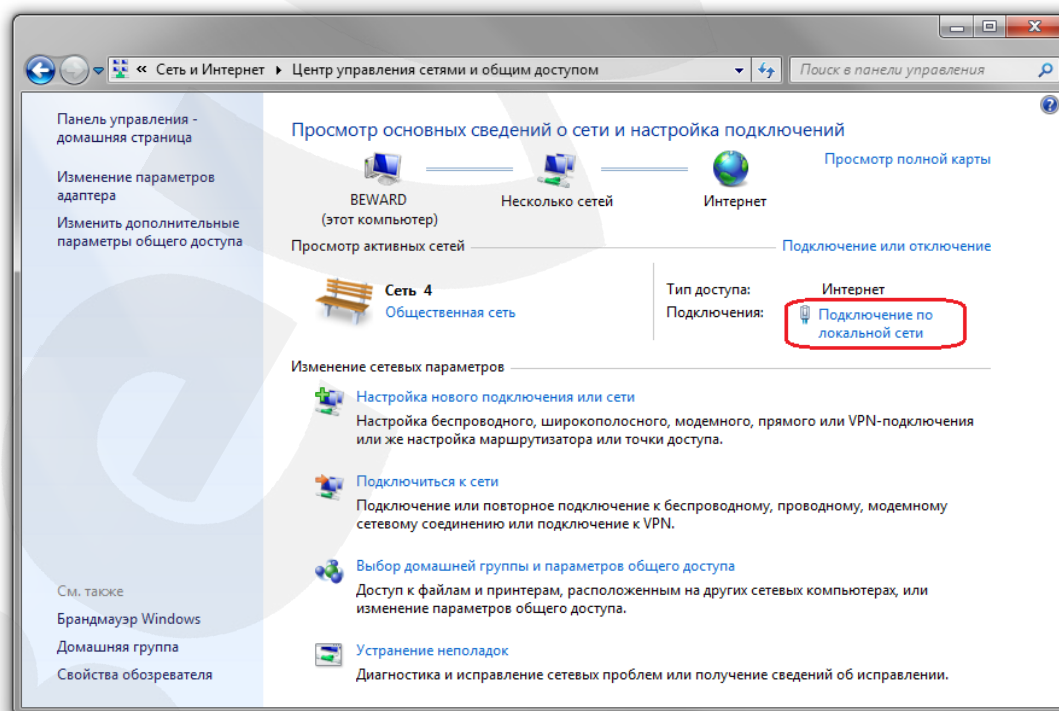 « Сеть и Интернет ▸ Центр управления сетями и общим доступом
Поиск в панели управления
Панель управления -
домашняя страница
Изменение параметров
адаптера
Изменить дополнительные
параметры общего доступа
См. также
Брандмауэр Windows
Домашняя группа
Свойства обозревателя
Просмотр основных сведений о сети и настройка подключений
Просмотр полной карты
BEWARD
(этот компьютер)
Несколько сетей
Интернет
Просмотр активных сетей
Подключение или отключение
Сеть 4
Общественная сеть
Тип доступа: Интернет
Подключения: Подключение по
локальной сети
Изменение сетевых параметров
Настройка нового подключения или сети
Настройка беспроводного, широкополосного, модемного, прямого или VPN-подключения
или же настройка маршрутизатора или точки доступа.
Подключиться к сети
Подключение или повторное подключение к беспроводному, проводному, модемному
сетевому соединению или подключение к VPN.
Выбор домашней группы и параметров общего доступа
Доступ к файлам и принтерам, расположенным на других сетевых компьютерах, или
изменение параметров общего доступа.
Устранение неполадок
Диагностика и исправление сетевых проблем или получение сведений об исправлении.